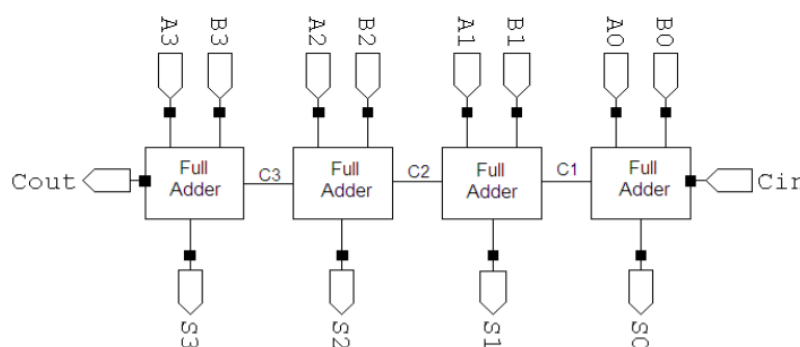 A3 B3 A2 B2 A1 B1 A0 B0
Full Adder Full Adder Full Adder Full Adder
Cout C3 C2 C1 Cin
S3 S2 S1 S0